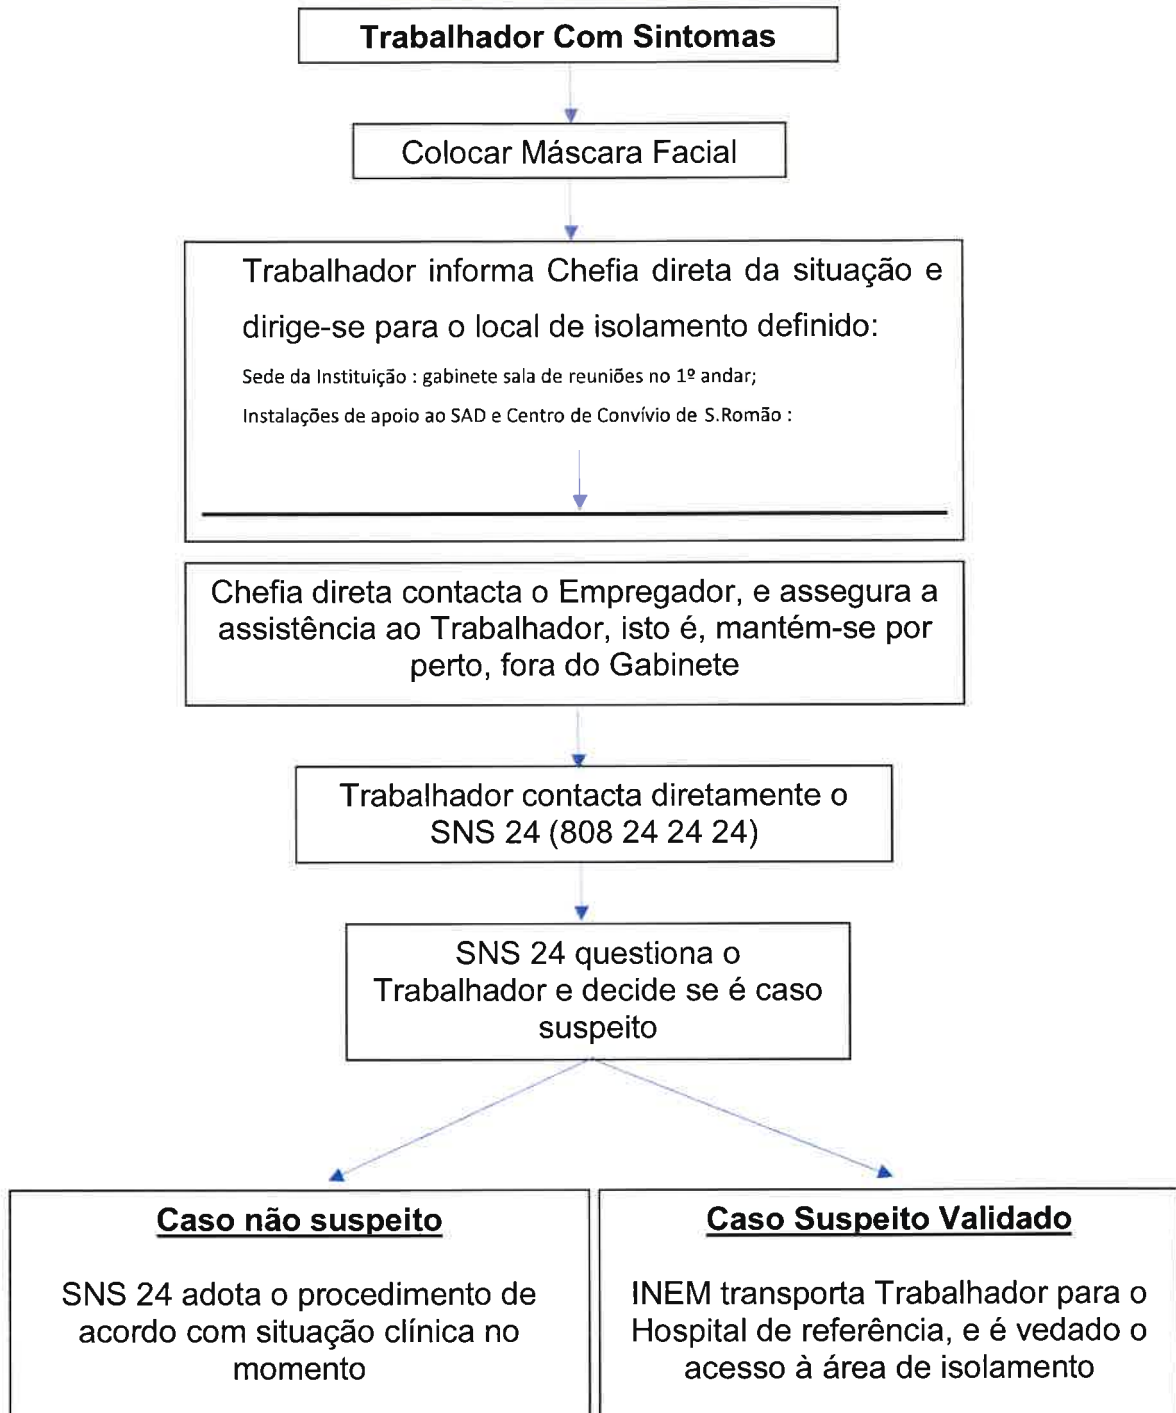 Trabalhador Com Sintomas
Colocar Máscara Facial
Trabalhador informa Chefia direta da situação e
dirige-se para o local de isolamento definido:
Sede da Instituição : gabinete sala de reuniões no 1º andar;
Instalações de apoio ao SAD e Centro de Convívio de S.Romão :
Chefia direta contacta o Empregador, e assegura a
assistência ao Trabalhador, isto é, mantém-se por
perto, fora do Gabinete
Trabalhador contacta diretamente o
SNS 24 (808 24 24 24)
SNS 24 questiona o
Trabalhador e decide se é caso
suspeito
Caso não suspeito
SNS 24 adota o procedimento de
acordo com situação clínica no
momento
Caso Suspeito Validado
INEM transporta Trabalhador para o
Hospital de referência, e é vedado o
acesso à área de isolamento